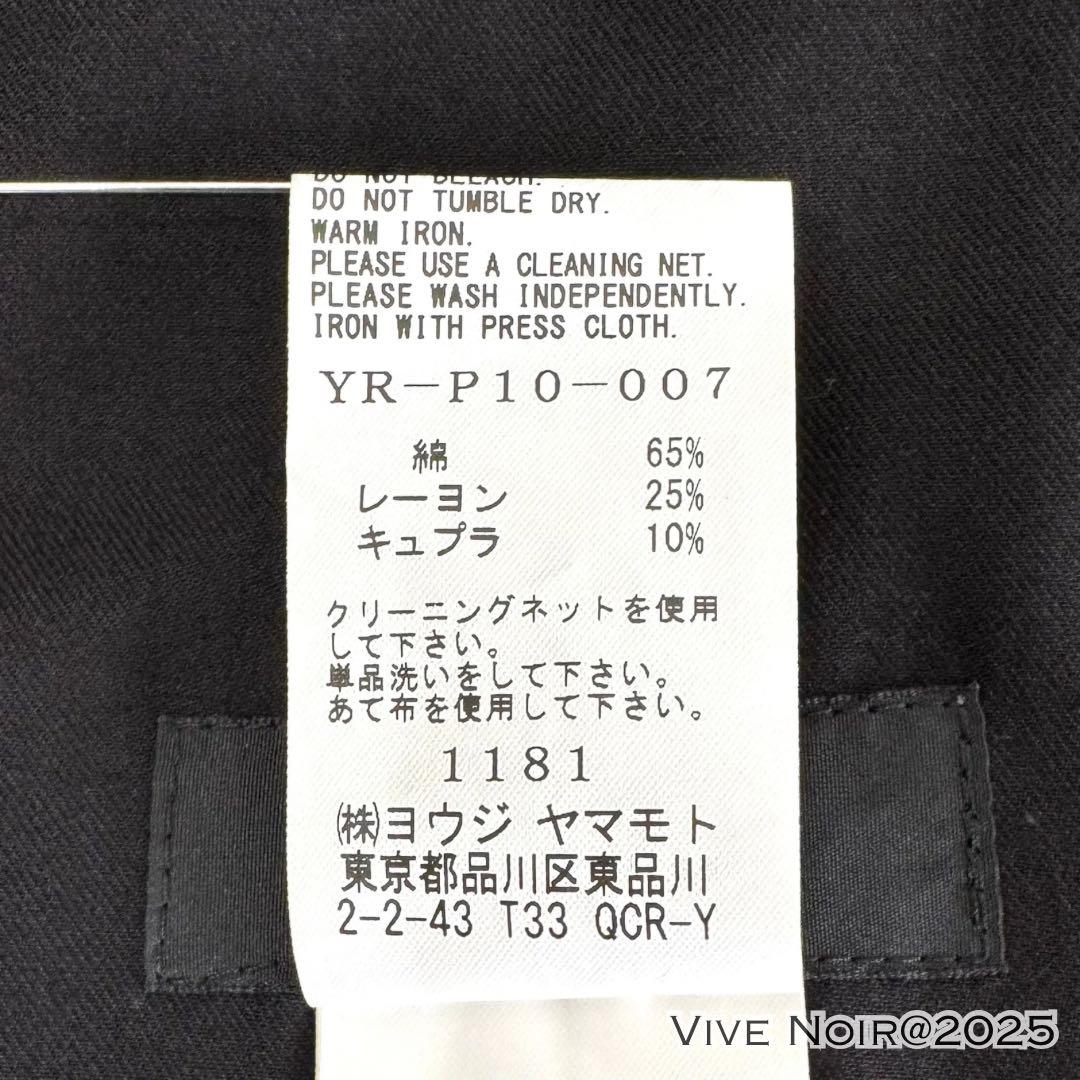 DO NOT BLEACH.
DO NOT TUMBLE DRY.
WARM IRON.
PLEASE USE A CLEANING NET.
PLEASE WASH INDEPENDENTLY.
IRON WITH PRESS CLOTH.
YR-P10-007
綿 65%
レーヨン 25%
キュプラ 10%
クリーニングネットを使用
して下さい。
単品洗いをして下さい。
あて布を使用して下さい。
1181
㈱ヨウジ ヤマモト
東京都品川区東品川
2-2-43 T33 QCR-Y
VIVE NOIR@2025